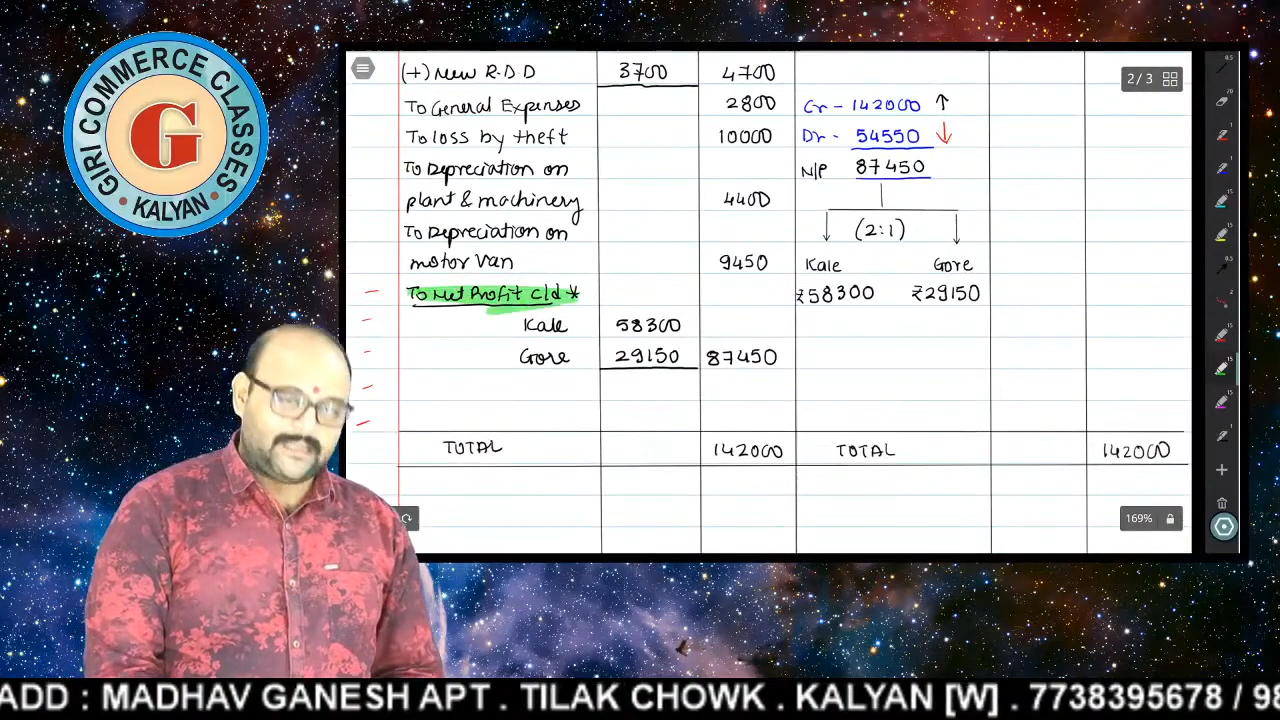 GIRI COMMERCE CLASSES
G
• KALYAN •
2/3
(+) New R.D.D 3700 4700
To General Expenses 2800 Cr - 142000 ↑
To loss by theft 10000 Dr - 54550 ↓
To Depreciation on N/P 87450
plant & machinery 4400
To Depreciation on (2:1)
motor van 9450 Kale Gore
To Net Profit c/d * ₹58300 ₹29150
Kale 58300
Gore 29150 87450
TOTAL 142000 TOTAL 142000
169%
ADD : MADHAV GANESH APT . TILAK CHOWK . KALYAN [W] . 7738395678 / 98